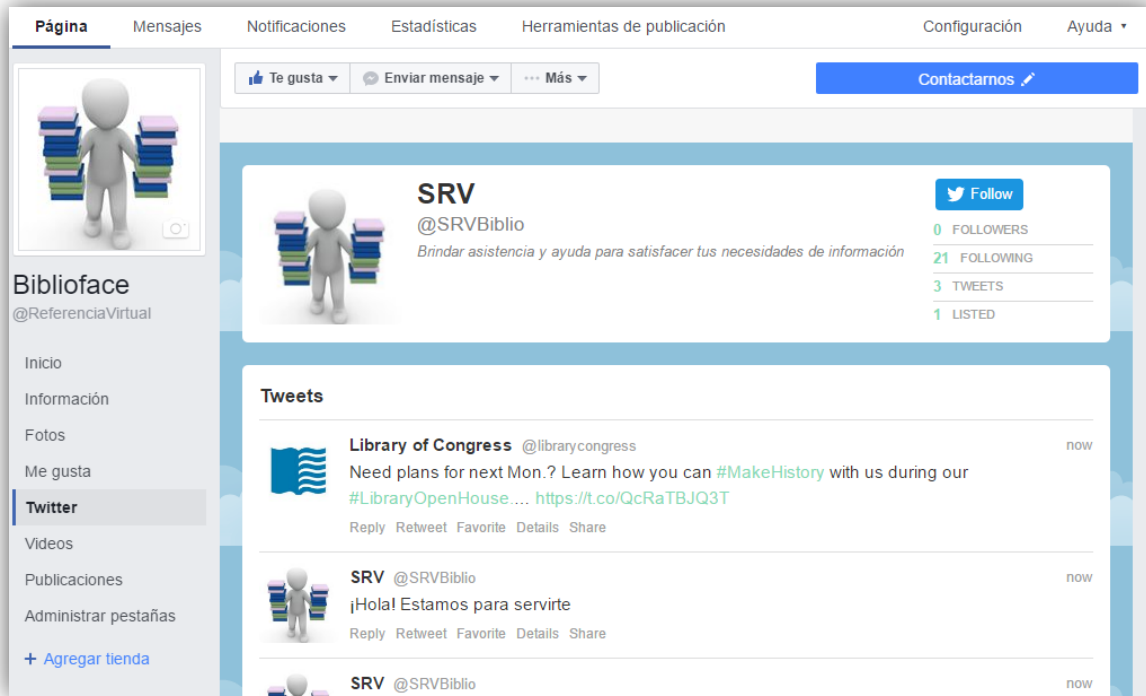 Página Mensajes Notificaciones Estadísticas Herramientas de publicación Configuración Ayuda
Te gusta Enviar mensaje ··· Más Contactarnos
Biblioface
@ReferenciaVirtual
Inicio
Información
Fotos
Me gusta
Twitter
Videos
Publicaciones
Administrar pestañas
+ Agregar tienda
SRV
@SRVBiblio
Brindar asistencia y ayuda para satisfacer tus necesidades de información
Follow
0 FOLLOWERS
21 FOLLOWING
3 TWEETS
1 LISTED
Tweets
Library of Congress @librarycongress now
Need plans for next Mon.? Learn how you can #MakeHistory with us during our
#LibraryOpenHouse.… https://t.co/QcRaTBJQ3T
Reply Retweet Favorite Details Share
SRV @SRVBiblio now
¡Hola! Estamos para servirte
Reply Retweet Favorite Details Share
SRV @SRVBiblio now